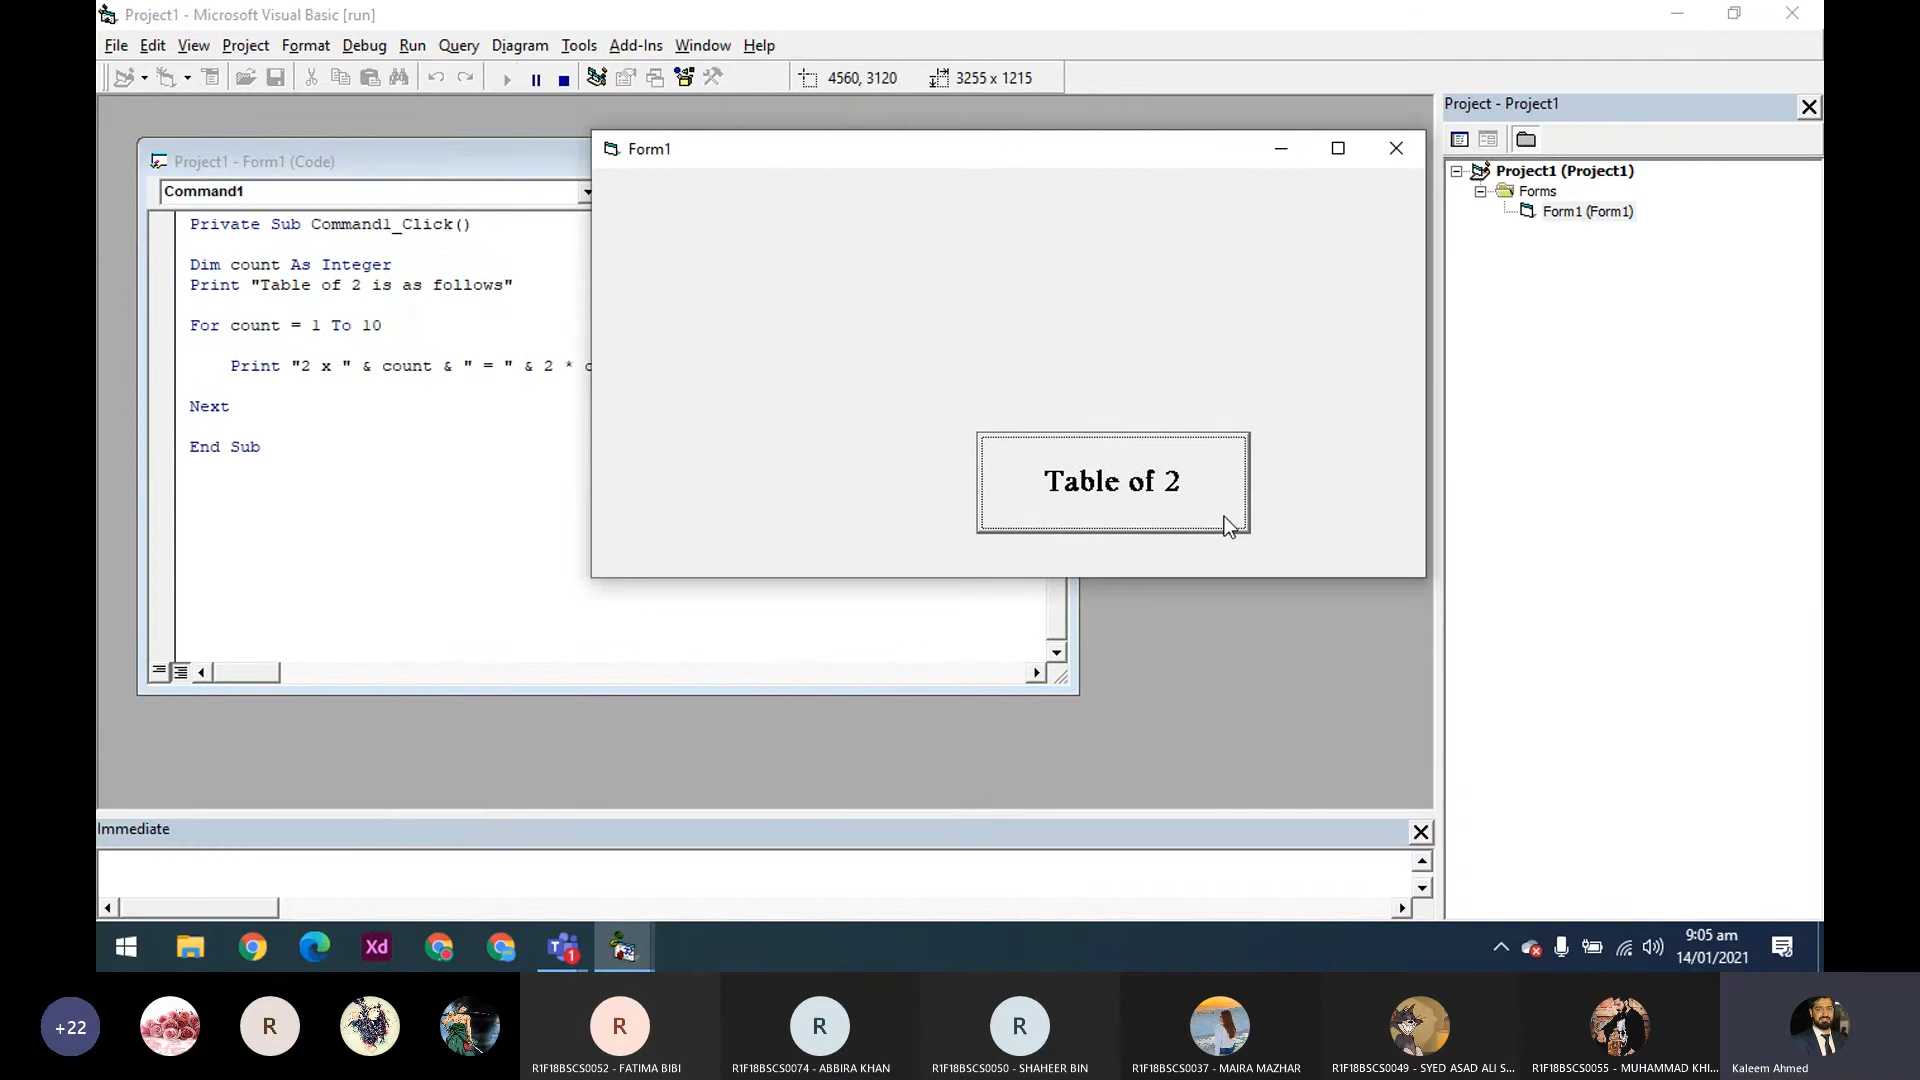 Project1 - Microsoft Visual Basic [run]
File Edit View Project Format Debug Run Query Diagram Tools Add-Ins Window Help
4560, 3120 3255 x 1215
Project - Project1
Project1 (Project1)
Forms
Form1 (Form1)
Project1 - Form1 (Code)
Command1
Private Sub Command1_Click()
Dim count As Integer
Print "Table of 2 is as follows"
For count = 1 To 10
Print "2 x " & count & " = " & 2 * c
Next
End Sub
Form1
Table of 2
Immediate
Xd
1
9:05 am
14/01/2021
+22
R
R
R
R
R1F18BSCS0052 - FATIMA BIBI
R1F18BSCS0074 - ABBIRA KHAN
R1F18BSCS0050 - SHAHEER BIN
R1F18BSCS0037 - MAIRA MAZHAR
R1F18BSCS0049 - SYED ASAD ALI S...
R1F18BSCS0055 - MUHAMMAD KHI...
Kaleem Ahmed